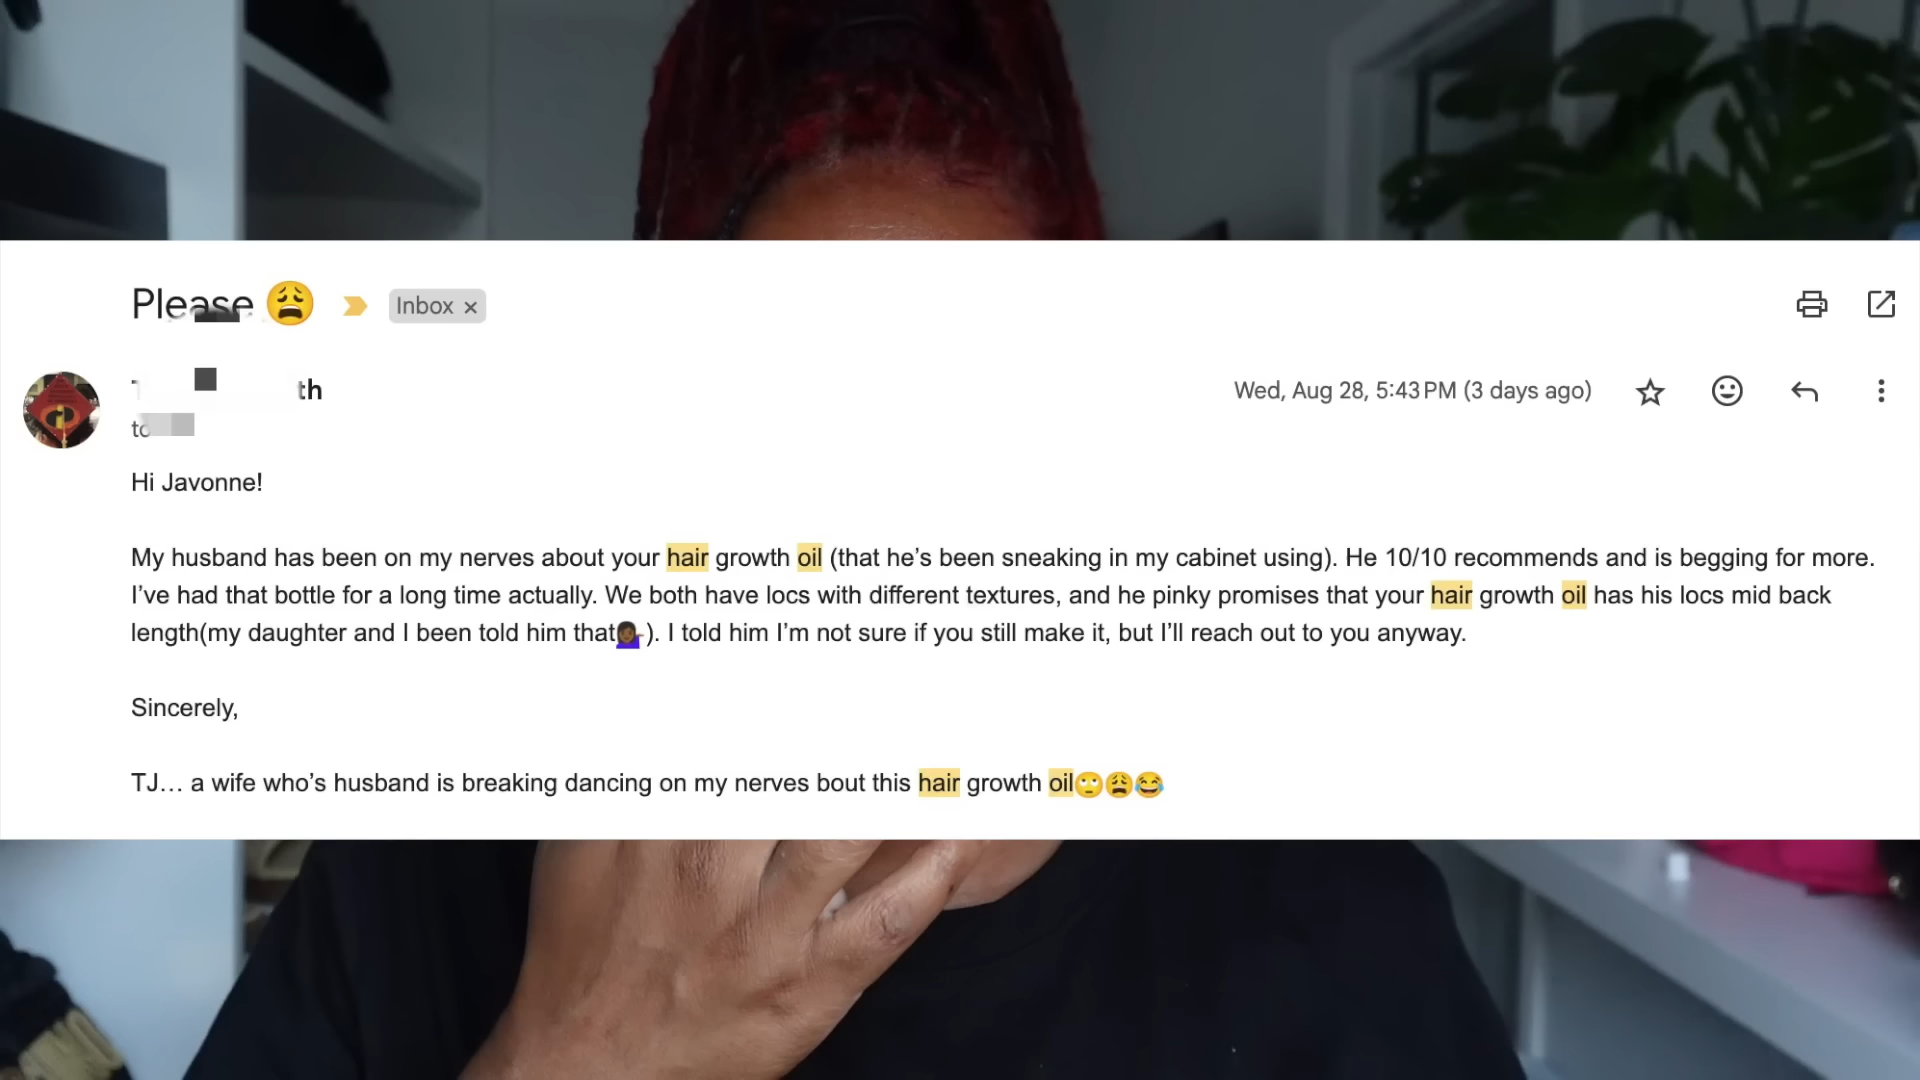 Please 😩 Inbox ×
th
Wed, Aug 28, 5:43 PM (3 days ago)
to
Hi Javonne!
My husband has been on my nerves about your hair growth oil (that he’s been sneaking in my cabinet using). He 10/10 recommends and is begging for more.
I’ve had that bottle for a long time actually. We both have locs with different textures, and he pinky promises that your hair growth oil has his locs mid back
length(my daughter and I been told him that💁🏾‍♀️). I told him I’m not sure if you still make it, but I’ll reach out to you anyway.
Sincerely,
TJ… a wife who’s husband is breaking dancing on my nerves bout this hair growth oil🙄😩😂